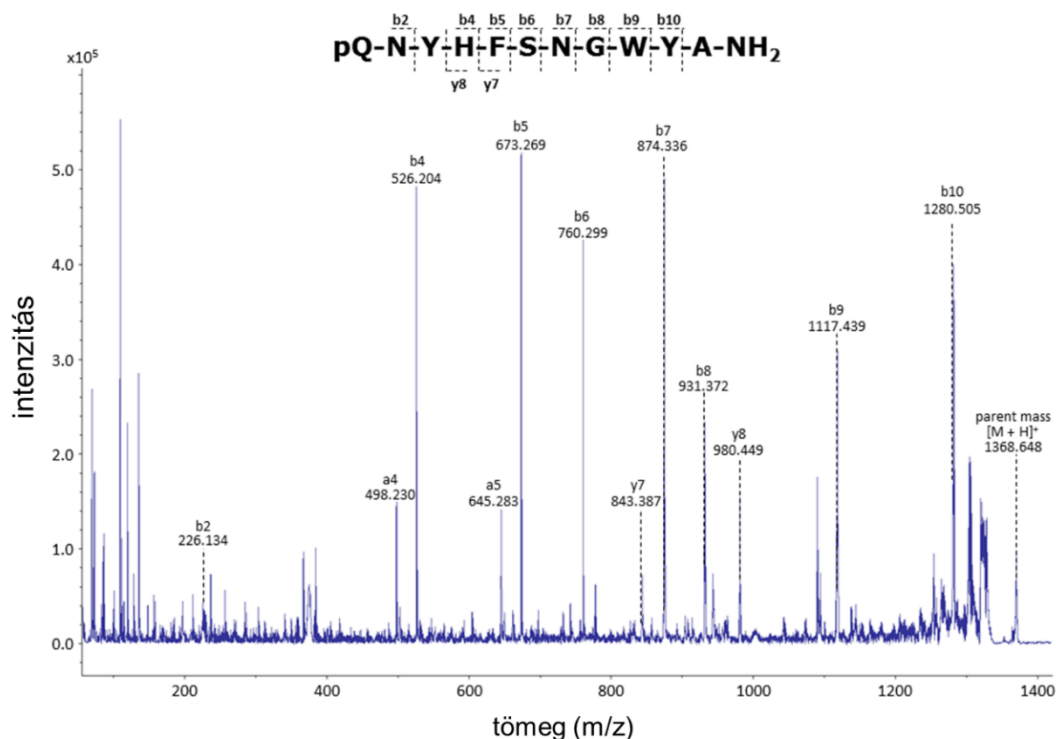 b2 b4 b5 b6 b7 b8 b9 b10
pQ-N-Y-H-F-S-N-G-W-Y-A-NH₂
y8 y7
x10⁵
5.0
4.0
3.0
2.0
1.0
0.0
intenzitás
b2
226.134
a4
498.230
b4
526.204
a5
645.283
b5
673.269
b6
760.299
y7
843.387
b7
874.336
b8
931.372
y8
980.449
b9
1117.439
b10
1280.505
parent mass
[M + H]⁺
1368.648
200 400 600 800 1000 1200 1400
tömeg (m/z)